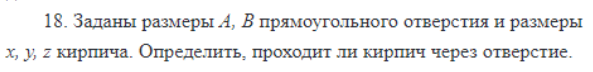 18. Заданы размеры A, B прямоугольного отверстия и размеры
x, y, z кирпича. Определить, проходит ли кирпич через отверстие.